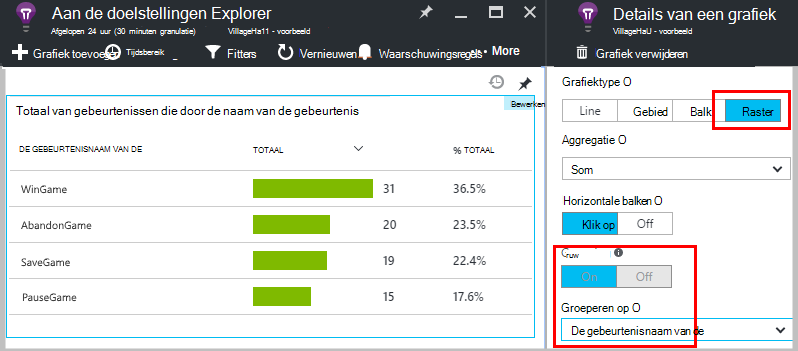 Aan de doelstellingen Explorer
Afgelopen 24 uur (30 minuten granulatie) VillageHa11 - voorbeeld
Grafiek toevoegen Tijdsbereik Fitters Vernieuwen Waarschuwingsregels More
Bewerken
Totaal van gebeurtenissen die door de naam van de gebeurtenis
DE GEBEURTENISNAAM VAN DE TOTAAL % TOTAAL
WinGame 31 36.5%
AbandonGame 20 23.5%
SaveGame 19 22.4%
PauseGame 15 17.6%
Details van een grafiek
VillageHaU - voorbeeld
Grafiek verwijderen
Grafiektype O
Line Gebied Balk Raster
Aggregatie O
Som
Horizontale balken O
Klik op Off
On Off
Groeperen op O
De gebeurtenisnaam van de